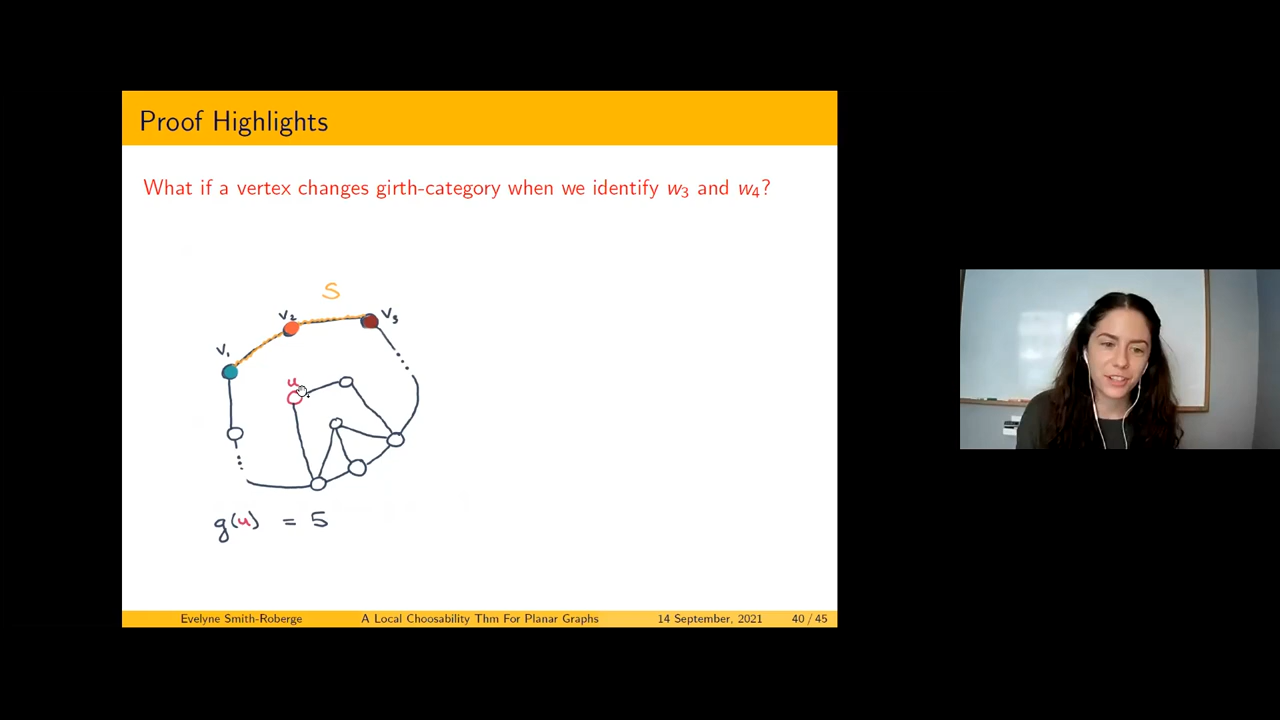 Proof Highlights
What if a vertex changes girth-category when we identify w₃ and w₄?
S
v₂
v₃
v₁
u
g(u) = 5
Evelyne Smith-Roberge A Local Choosability Thm For Planar Graphs 14 September, 2021 40 / 45